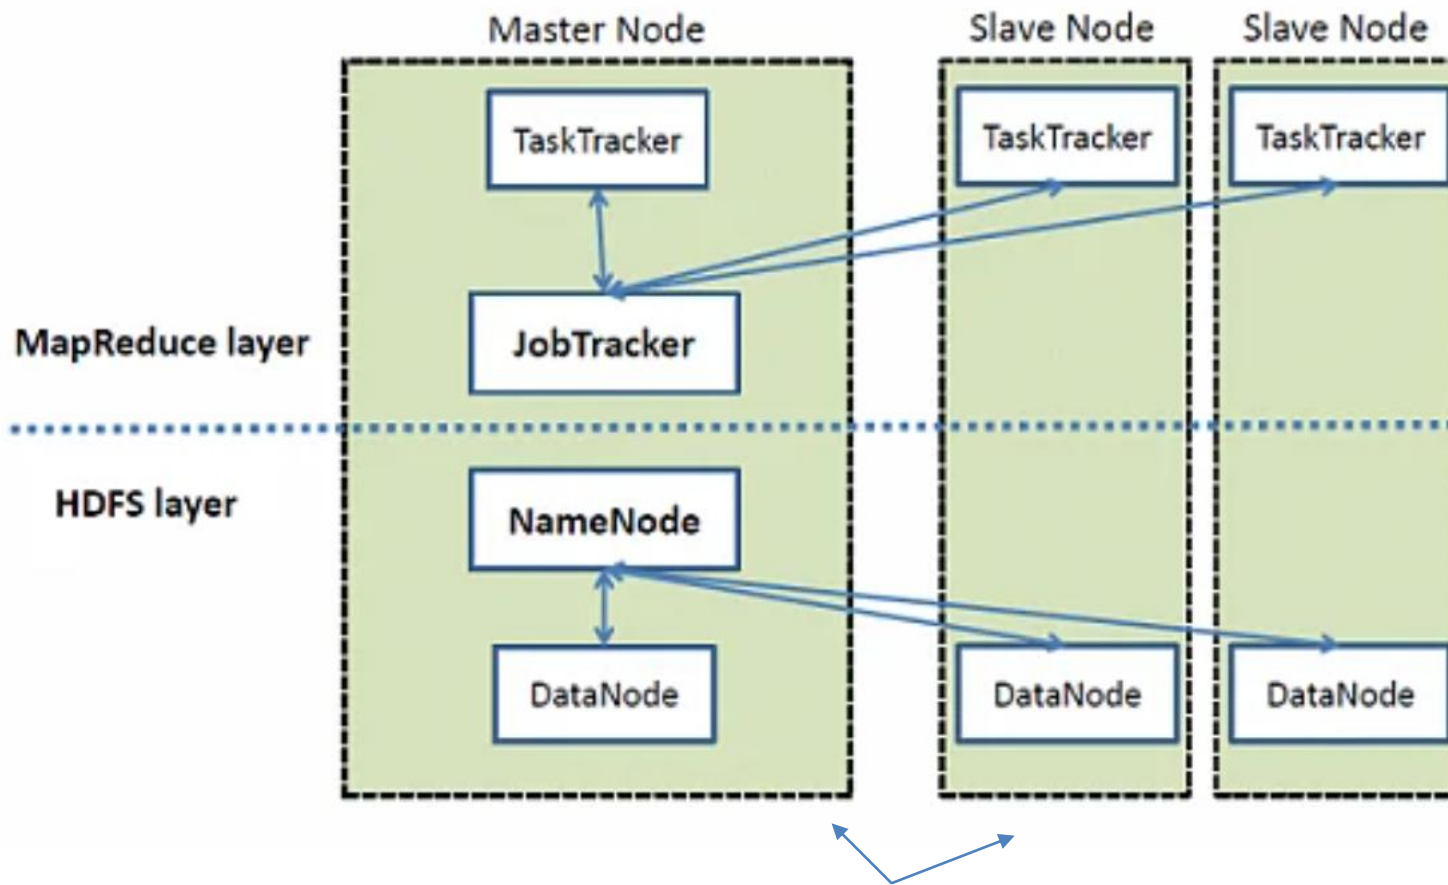 Master Node
Slave Node
Slave Node
TaskTracker
TaskTracker
TaskTracker
MapReduce layer
JobTracker
HDFS layer
NameNode
DataNode
DataNode
DataNode